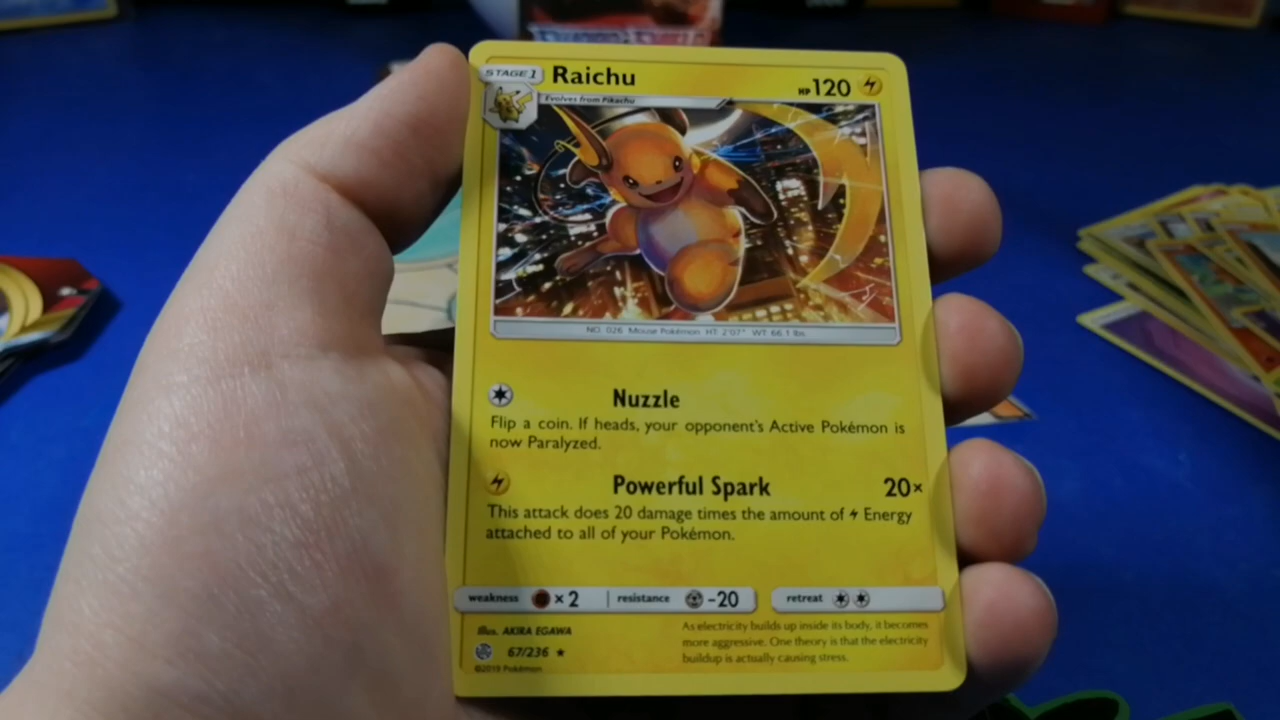 STAGE 1
Raichu
HP 120
Evolves from Pikachu
NO. 026 Mouse Pokémon HT: 2'07" WT: 66.1 lbs
Nuzzle
Flip a coin. If heads, your opponent's Active Pokémon is
now Paralyzed.
Powerful Spark 20×
This attack does 20 damage times the amount of Energy
attached to all of your Pokémon.
weakness ×2 resistance -20 retreat
Illus. AKIRA EGAWA
67/236 ★
©2019 Pokémon
As electricity builds up inside its body, it becomes
more aggressive. One theory is that the electricity
buildup is actually causing stress.